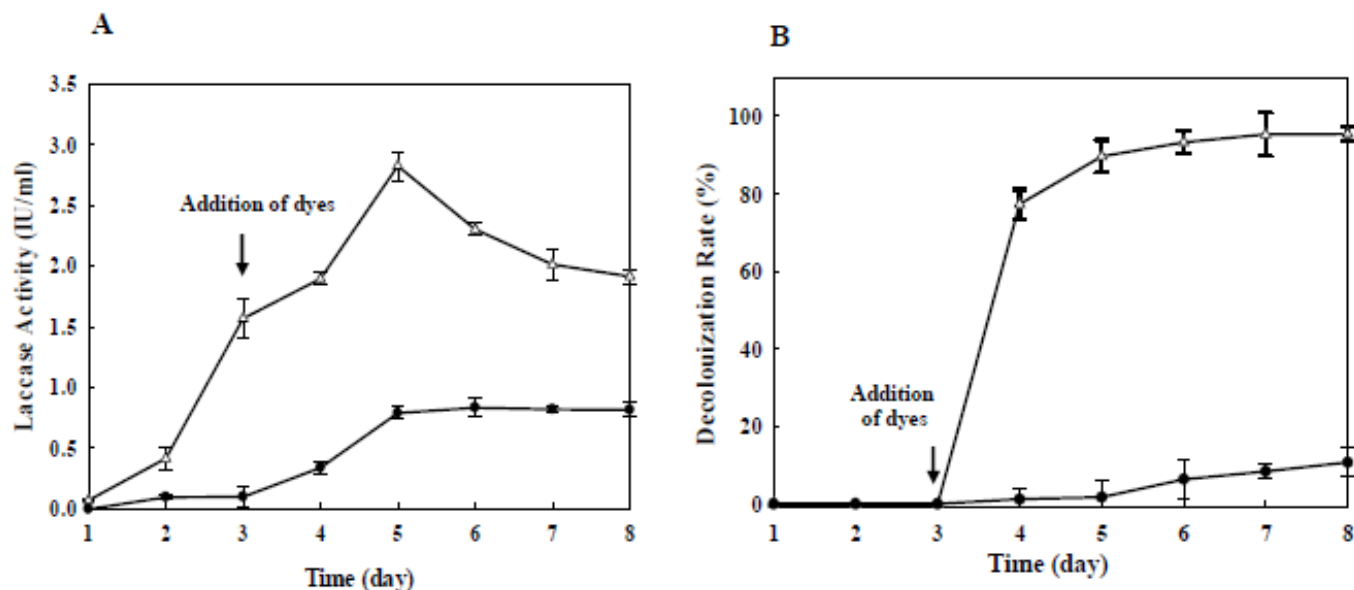 A
Laccase Activity (IU/ml)
3.5
3.0
2.5
2.0
1.5
1.0
0.5
0.0
Addition of dyes
1 2 3 4 5 6 7 8
Time (day)
B
Decolouization Rate (%)
100
80
60
40
20
0
Addition
of dyes
1 2 3 4 5 6 7 8
Time (day)